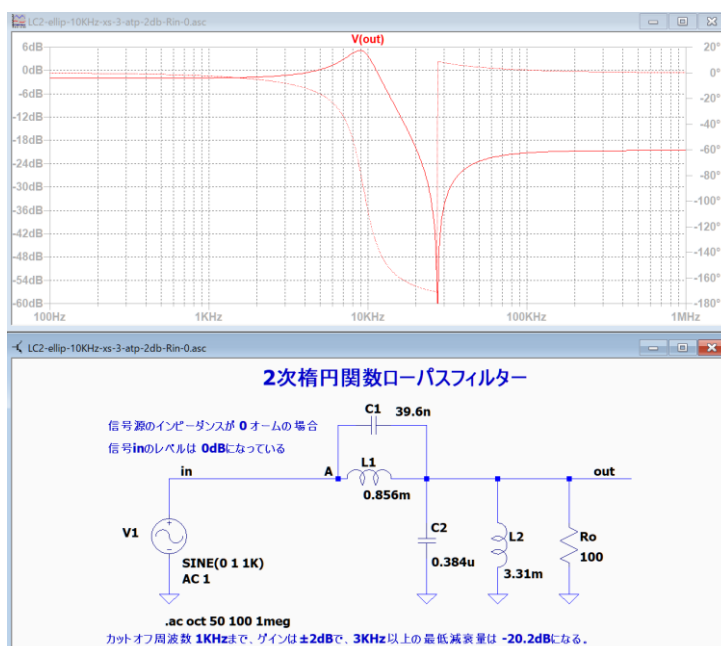 LC2-ellip-10KHz-xs-3-atp-2db-Rin-0.asc
V(out)
6dB
0dB
-6dB
-12dB
-18dB
-24dB
-30dB
-36dB
-42dB
-48dB
-54dB
-60dB
20°
0°
-20°
-40°
-60°
-80°
-100°
-120°
-140°
-160°
-180°
100Hz 1KHz 10KHz 100KHz 1MHz
LC2-ellip-10KHz-xs-3-atp-2db-Rin-0.asc
2次楕円関数ローパスフィルター
信号源のインピーダンスが 0 オームの場合
信号inのレベルは 0dBになっている
C1 39.6n
in
A
L1
0.856m
out
V1
SINE(0 1 1K)
AC 1
C2
0.384u
L2
3.31m
Ro
100
.ac oct 50 100 1meg
カットオフ周波数 1KHzまで、ゲインは±2dBで、3KHz以上の最低減衰量は -20.2dBになる。